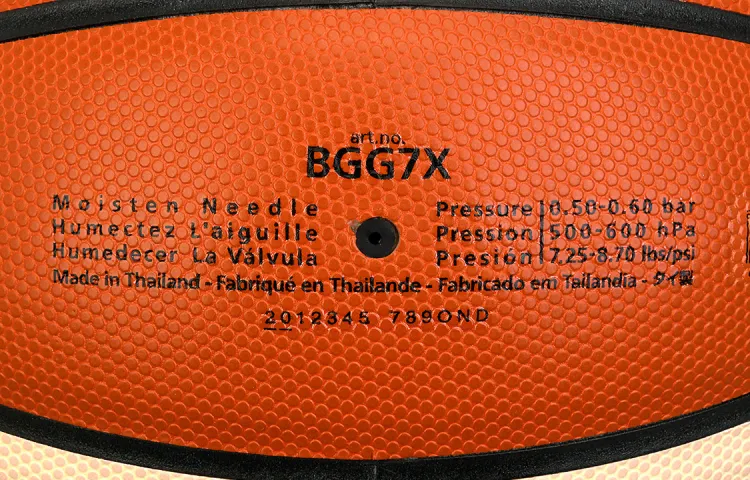 art.no.
BGG7X
Moisten Needle Pressure 0.50-0.60 bar
Humectez L'aiguille Pression 500-600 hPa
Humedecer La Válvula Presión 7.25-8.70 lbs/psi
Made in Thailand - Fabriqué en Thaïlande - Fabricado em Tailandia - タイ製
2012345 789OND